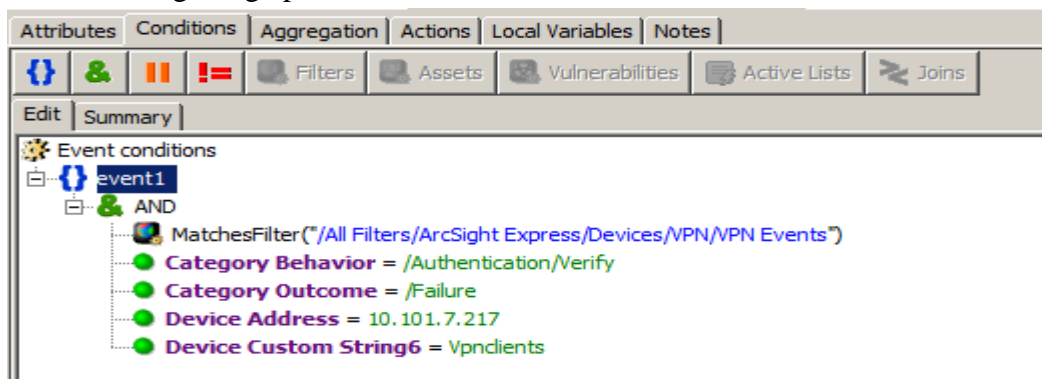 Attributes Conditions Aggregation Actions Local Variables Notes
{} & != Filters Assets Vulnerabilities Active Lists Joins
Edit Summary
Event conditions
{} event1
& AND
MatchesFilter("/All Filters/ArcSight Express/Devices/VPN/VPN Events")
Category Behavior = /Authentication/Verify
Category Outcome = /Failure
Device Address = 10.101.7.217
Device Custom String6 = Vpnclients